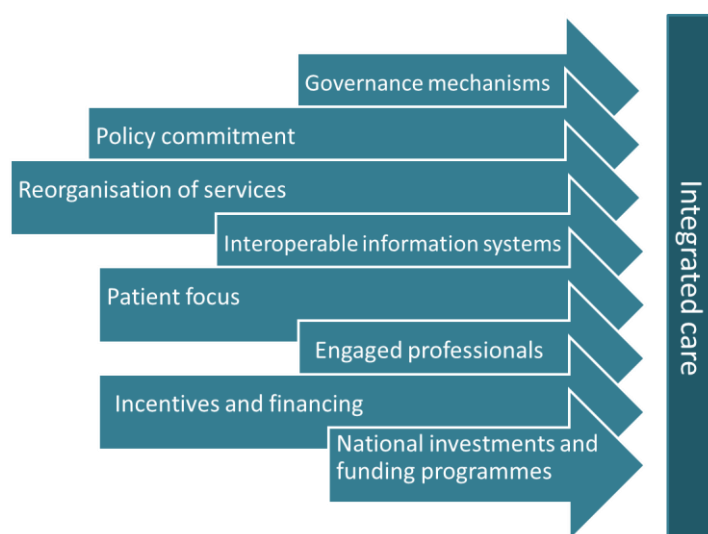 Governance mechanisms
Policy commitment
Reorganisation of services
Interoperable information systems
Patient focus
Engaged professionals
Incentives and financing
National investments and
funding programmes
Integrated care